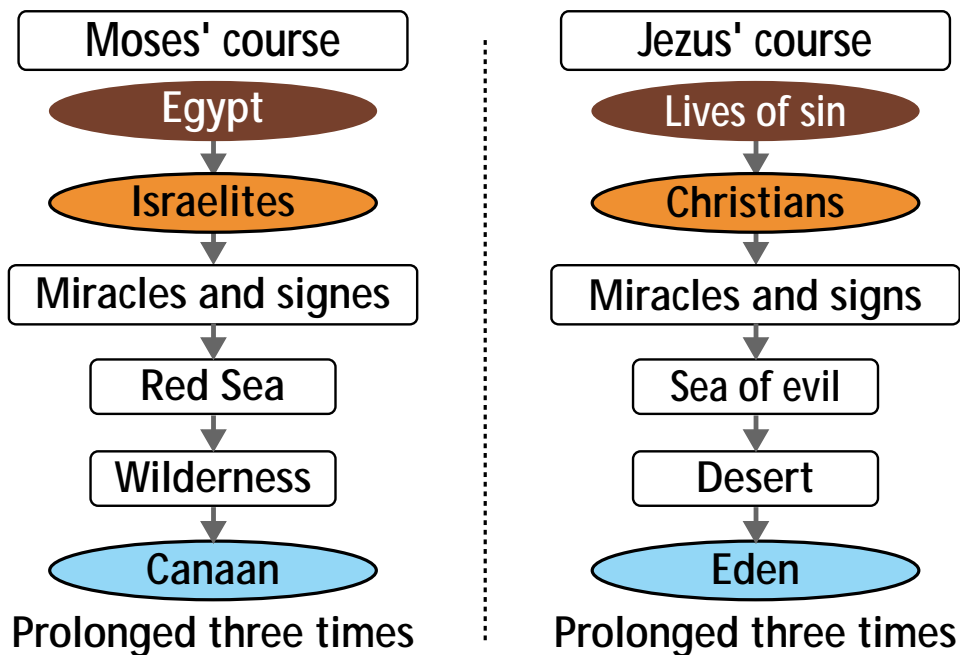 Moses' course
Egypt
Israelites
Miracles and signes
Red Sea
Wilderness
Canaan
Prolonged three times
Jezus' course
Lives of sin
Christians
Miracles and signs
Sea of evil
Desert
Eden
Prolonged three times